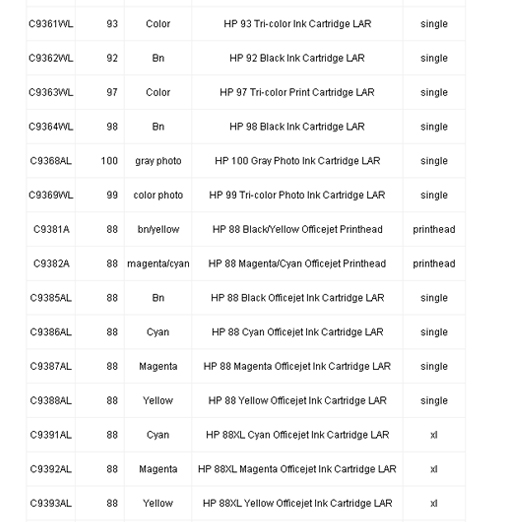 C9361WL 93 Color HP 93 Tri-color Ink Cartridge LAR single
C9362WL 92 Bn HP 92 Black Ink Cartridge LAR single
C9363WL 97 Color HP 97 Tri-color Print Cartridge LAR single
C9364WL 98 Bn HP 98 Black Ink Cartridge LAR single
C9368AL 100 gray photo HP 100 Gray Photo Ink Cartridge LAR single
C9369WL 99 color photo HP 99 Tri-color Photo Ink Cartridge LAR single
C9381A 88 bn/yellow HP 88 Black/Yellow Officejet Printhead printhead
C9382A 88 magenta/cyan HP 88 Magenta/Cyan Officejet Printhead printhead
C9385AL 88 Bn HP 88 Black Officejet Ink Cartridge LAR single
C9386AL 88 Cyan HP 88 Cyan Officejet Ink Cartridge LAR single
C9387AL 88 Magenta HP 88 Magenta Officejet Ink Cartridge LAR single
C9388AL 88 Yellow HP 88 Yellow Officejet Ink Cartridge LAR single
C9391AL 88 Cyan HP 88XL Cyan Officejet Ink Cartridge LAR xl
C9392AL 88 Magenta HP 88XL Magenta Officejet Ink Cartridge LAR xl
C9393AL 88 Yellow HP 88XL Yellow Officejet Ink Cartridge LAR xl